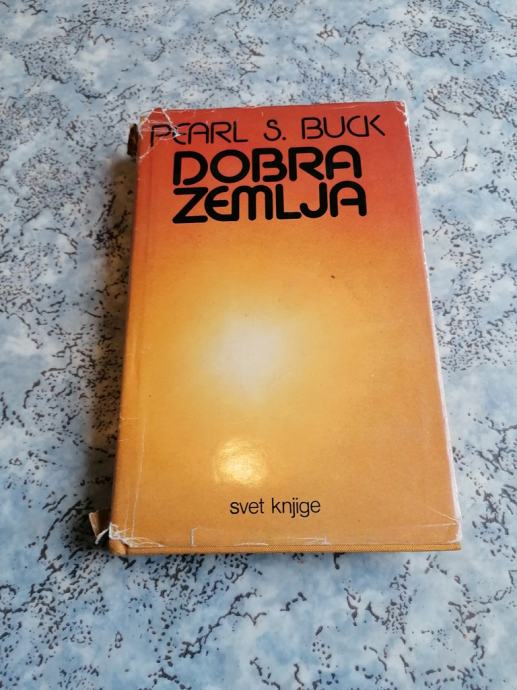 PEARL S. BUCK
DOBRA
ZEMLJA
svet knjige